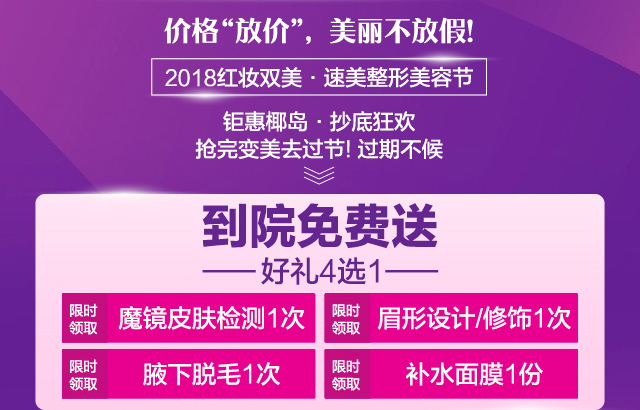 价格“放价”，美丽不放假!
2018红妆双美·速美整形美容节
钜惠椰岛·抄底狂欢
抢完变美去过节! 过期不候
到院免费送
好礼4选1
限时领取 魔镜皮肤检测1次
限时领取 眉形设计/修饰1次
限时领取 腋下脱毛1次
限时领取 补水面膜1份